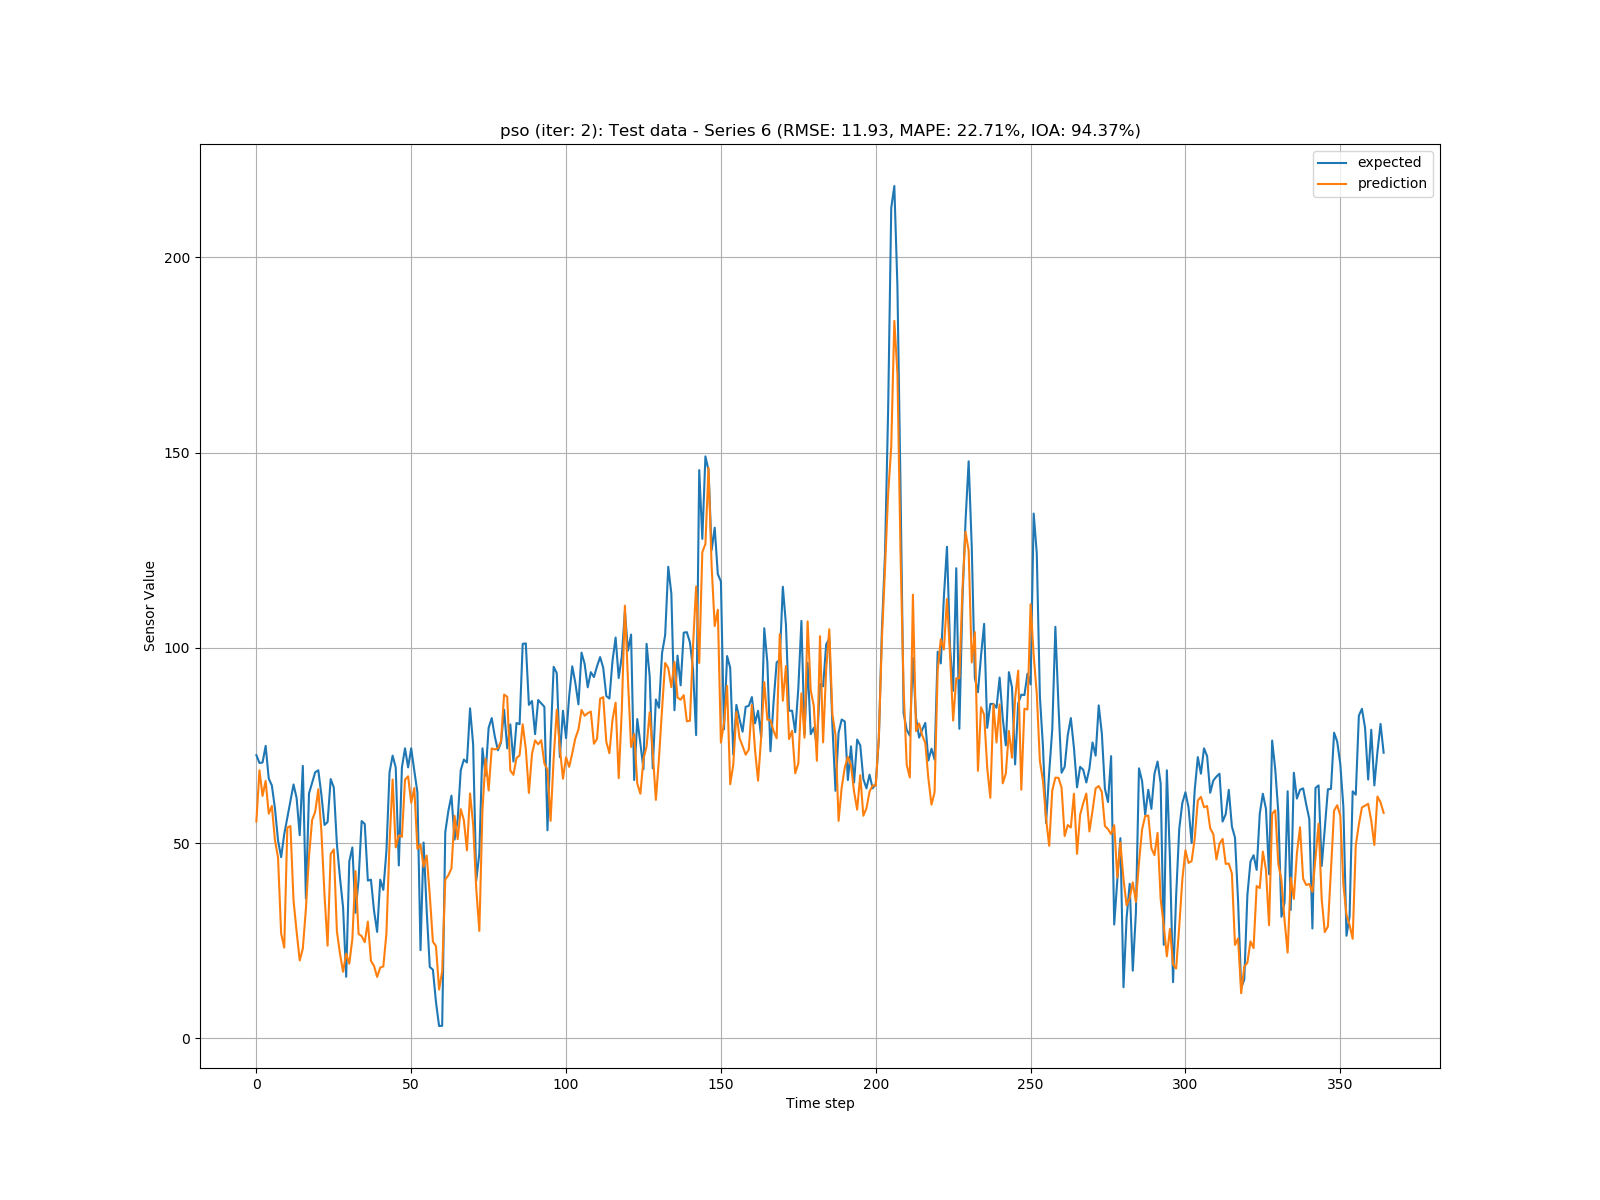 pso (iter: 2): Test data - Series 6 (RMSE: 11.93, MAPE: 22.71%, IOA: 94.37%)
expected
prediction
200
150
100
50
0
Sensor Value
0 50 100 150 200 250 300 350
Time step